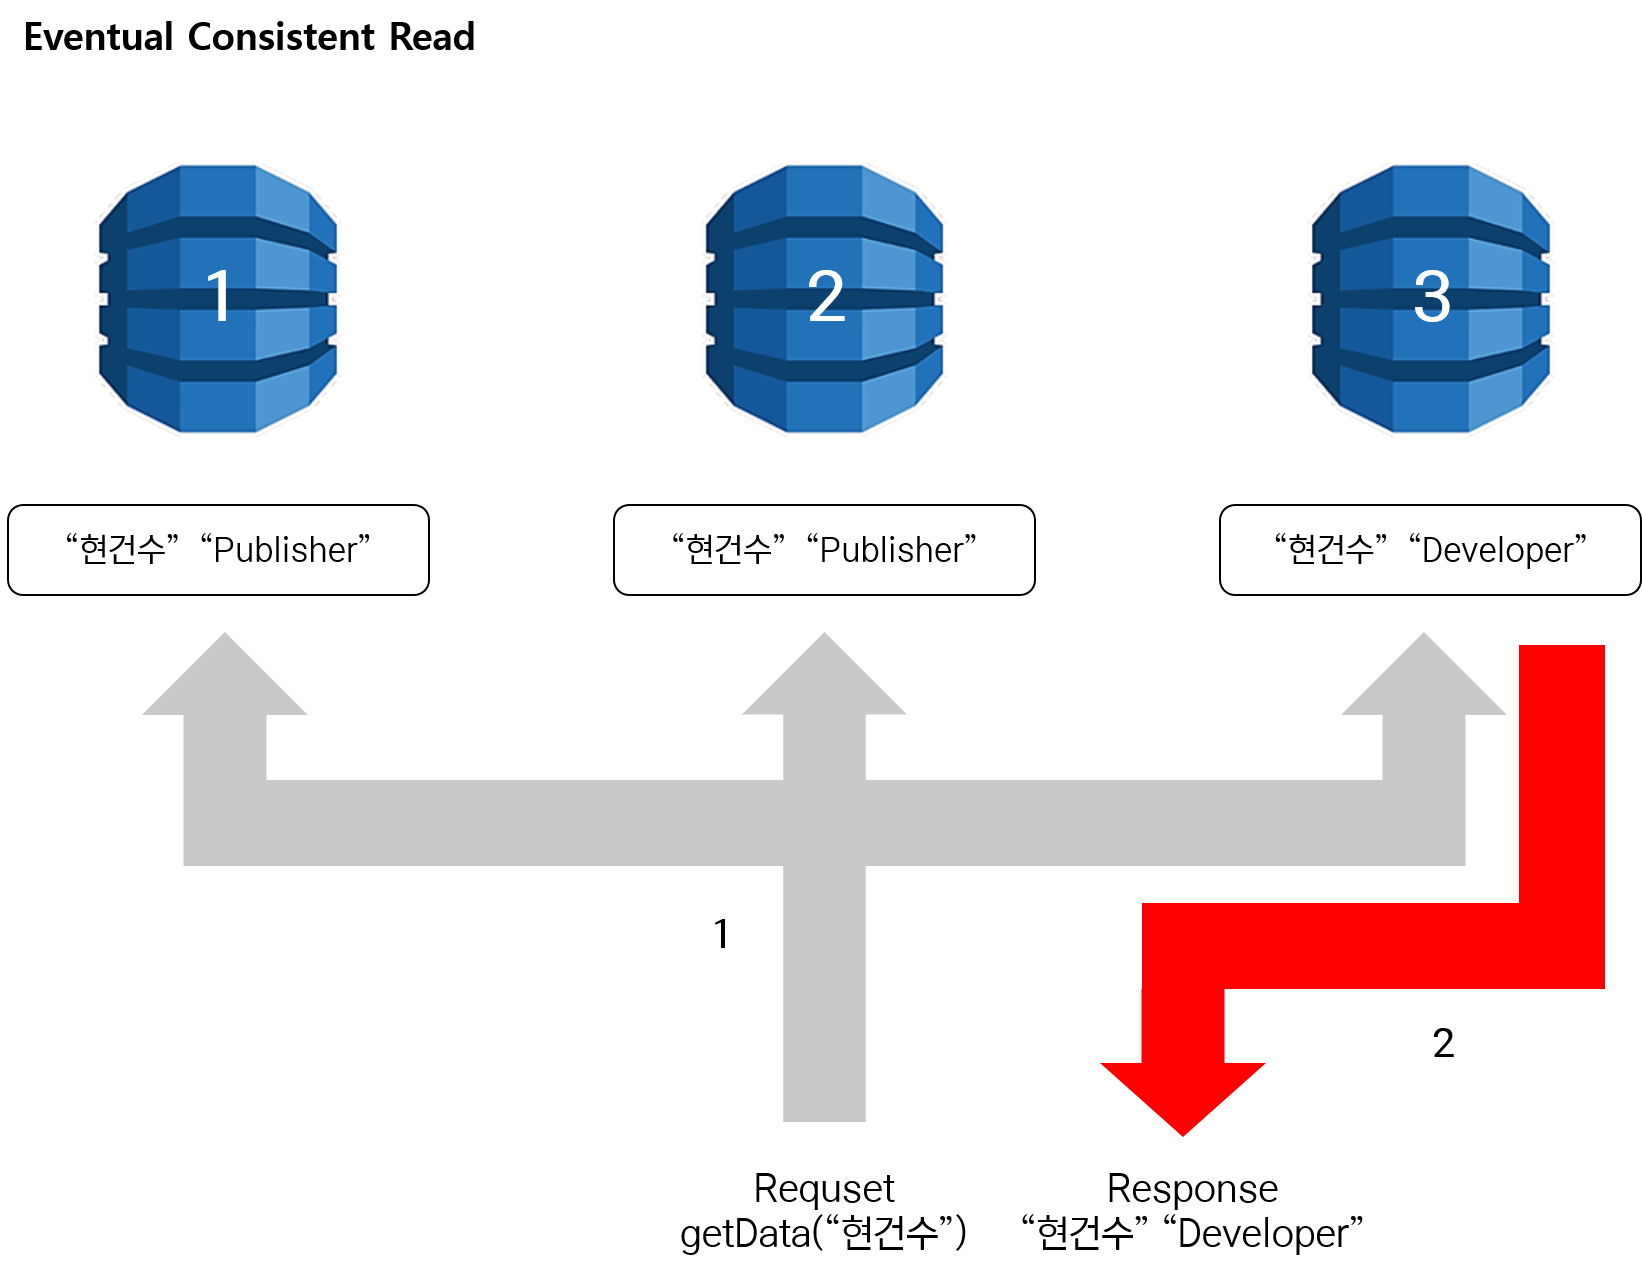 Eventual Consistent Read
1
2
3
“현건수” “Publisher”
“현건수” “Publisher”
“현건수” “Developer”
1
2
Requset
getData(“현건수”)
Response
“현건수” “Developer”